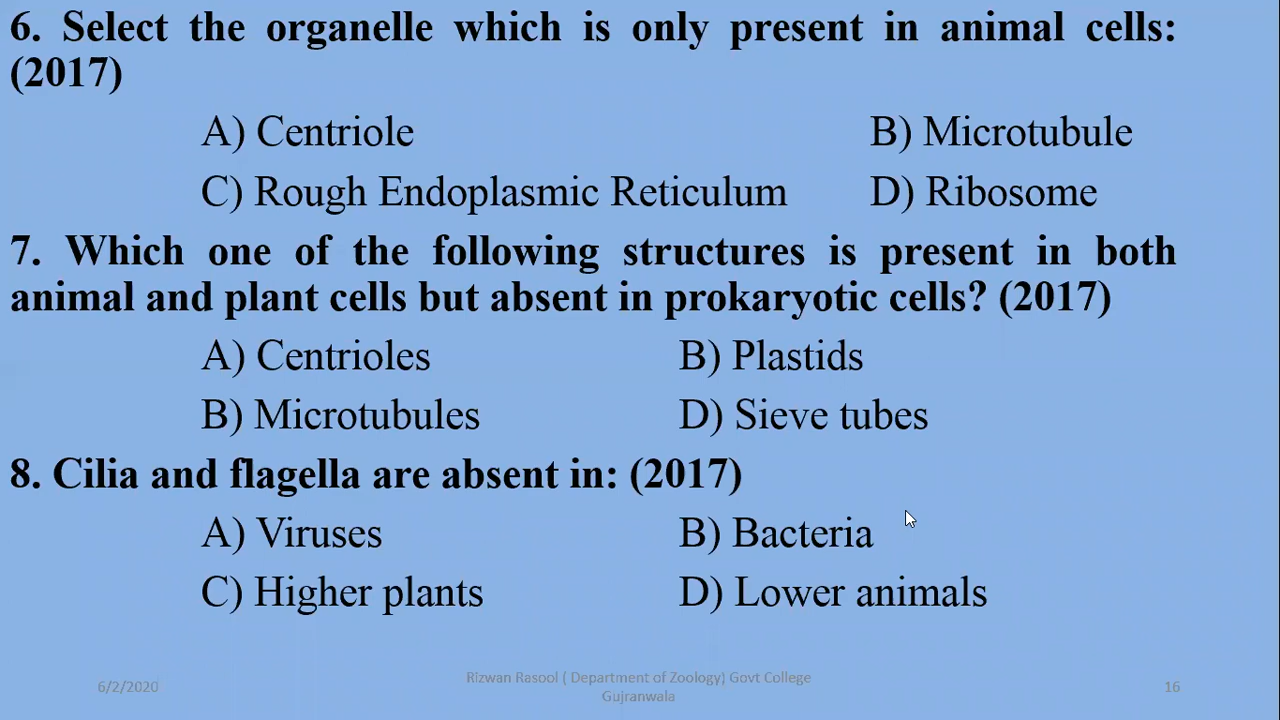 6. Select the organelle which is only present in animal cells:
(2017)
A) Centriole B) Microtubule
C) Rough Endoplasmic Reticulum D) Ribosome
7. Which one of the following structures is present in both
animal and plant cells but absent in prokaryotic cells? (2017)
A) Centrioles B) Plastids
B) Microtubules D) Sieve tubes
8. Cilia and flagella are absent in: (2017)
A) Viruses B) Bacteria
C) Higher plants D) Lower animals
6/2/2020 Rizwan Rasool ( Department of Zoology) Govt College 16
Gujranwala